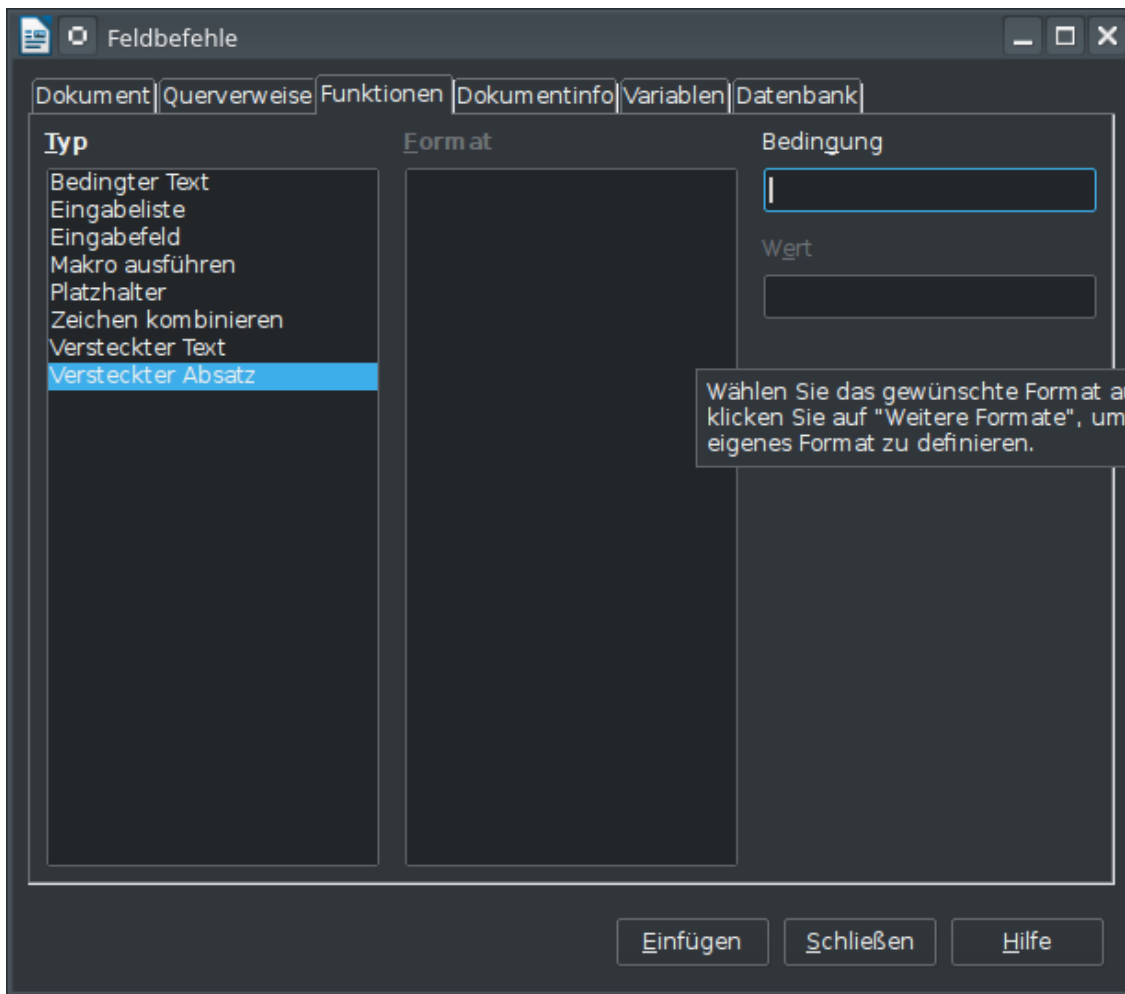 Feldbefehle
Dokument Querverweise Funktionen Dokumentinfo Variablen Datenbank
Typ
Bedingter Text
Eingabeliste
Eingabefeld
Makro ausführen
Platzhalter
Zeichen kombinieren
Versteckter Text
Versteckter Absatz
Format
Bedingung
Wert
Wählen Sie das gewünschte Format
klicken Sie auf "Weitere Formate", um
eigenes Format zu definieren.
Einfügen Schließen Hilfe